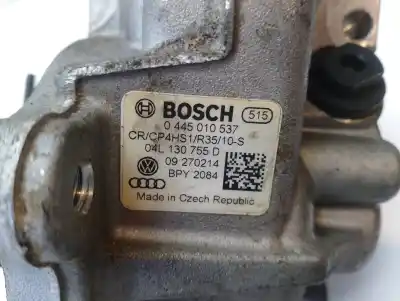 BOSCH 515
0 445 010 537
CR/CP4HS1/R35/10-S
04L 130 755 D
09 270214
BPY 2084
Made in Czech Republic